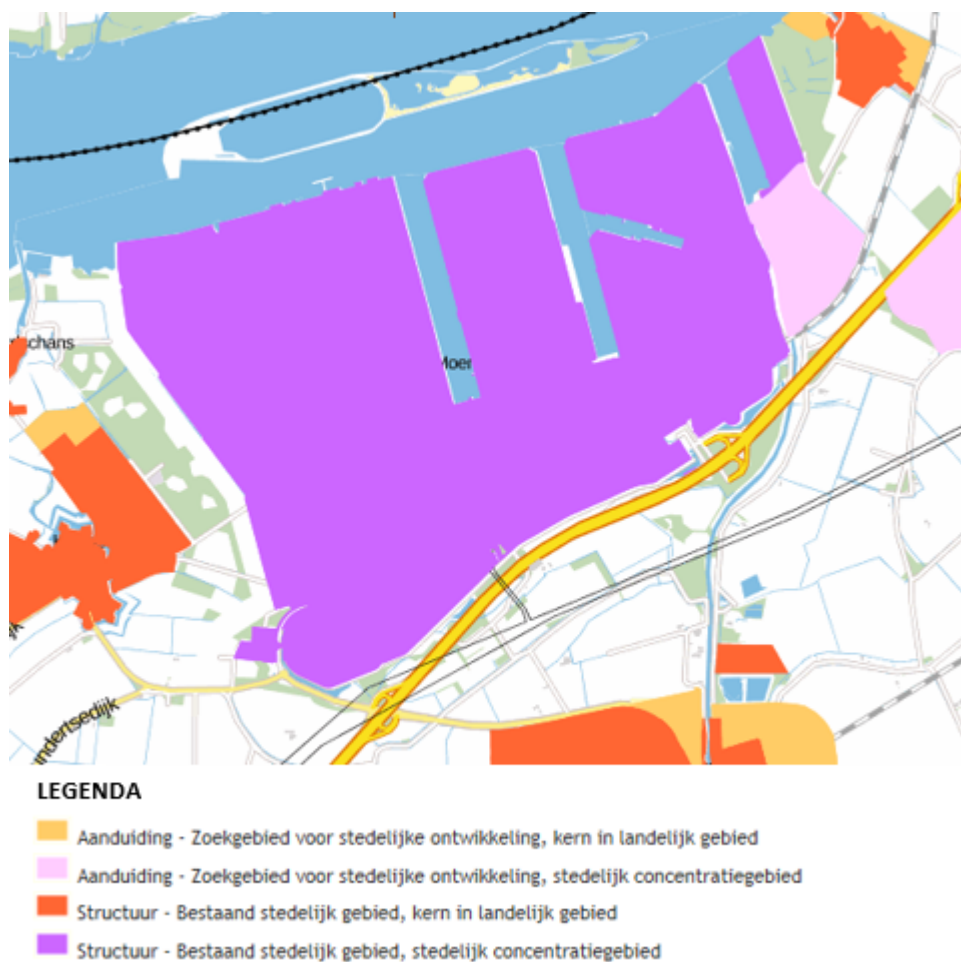 Moer
LEGENDA
Aanduiding - Zoekgebied voor stedelijke ontwikkeling, kern in landelijk gebied
Aanduiding - Zoekgebied voor stedelijke ontwikkeling, stedelijk concentratiegebied
Structuur - Bestaand stedelijk gebied, kern in landelijk gebied
Structuur - Bestaand stedelijk gebied, stedelijk concentratiegebied